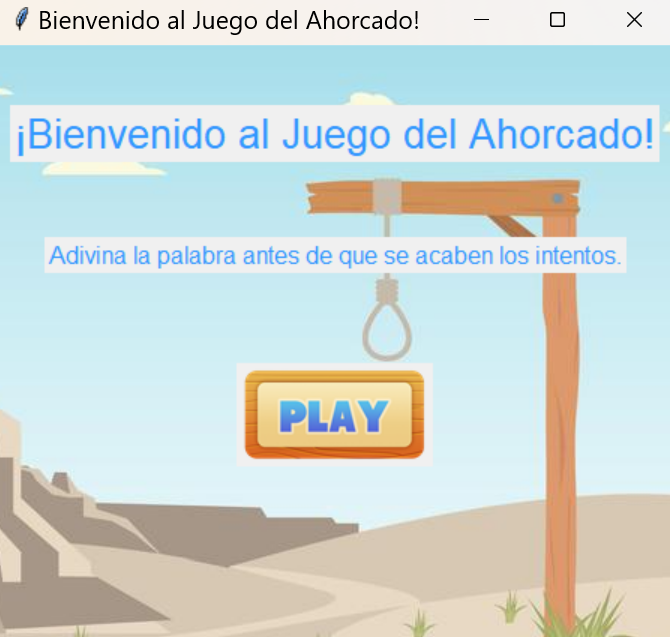 Bienvenido al Juego del Ahorcado!
¡Bienvenido al Juego del Ahorcado!
Adivina la palabra antes de que se acaben los intentos.
PLAY